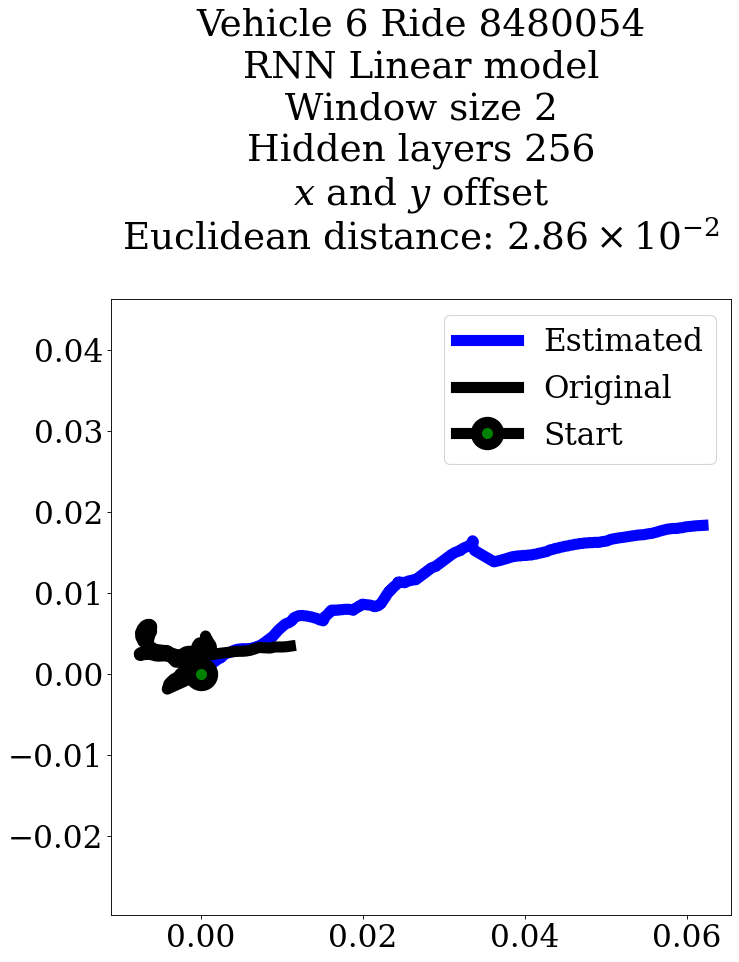 Vehicle 6 Ride 8480054
RNN Linear model
Window size 2
Hidden layers 256
x and y offset
Euclidean distance: 2.86 × 10⁻²
Estimated
Original
Start
0.04
0.03
0.02
0.01
0.00
−0.01
−0.02
0.00 0.02 0.04 0.06